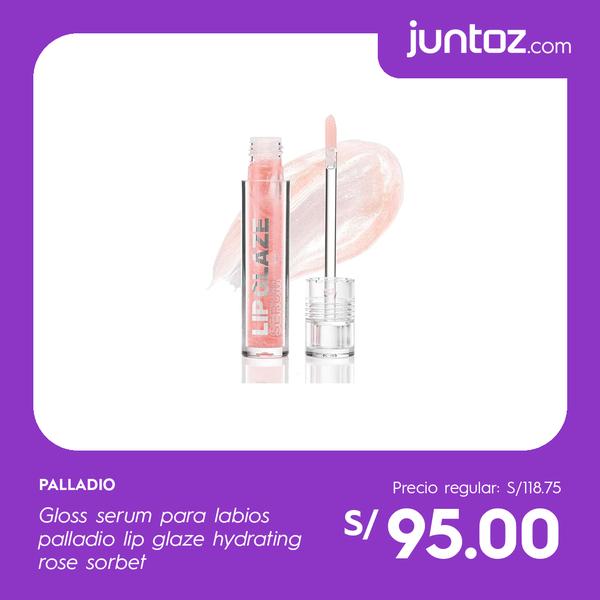 juntoz.com
LIP GLAZE
SERUM
PALLADIO
Gloss serum para labios
palladio lip glaze hydrating
rose sorbet
Precio regular: S/118.75
S/95.00